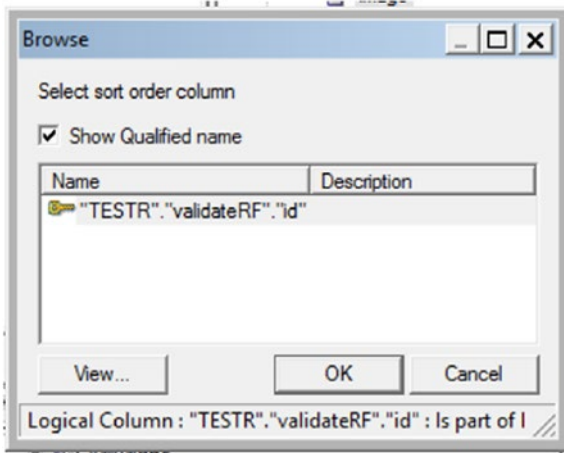 Browse
Select sort order column
Show Qualified name
Name Description
"TESTR"."validateRF"."id"
View... OK Cancel
Logical Column : "TESTR"."validateRF"."id" : Is part of